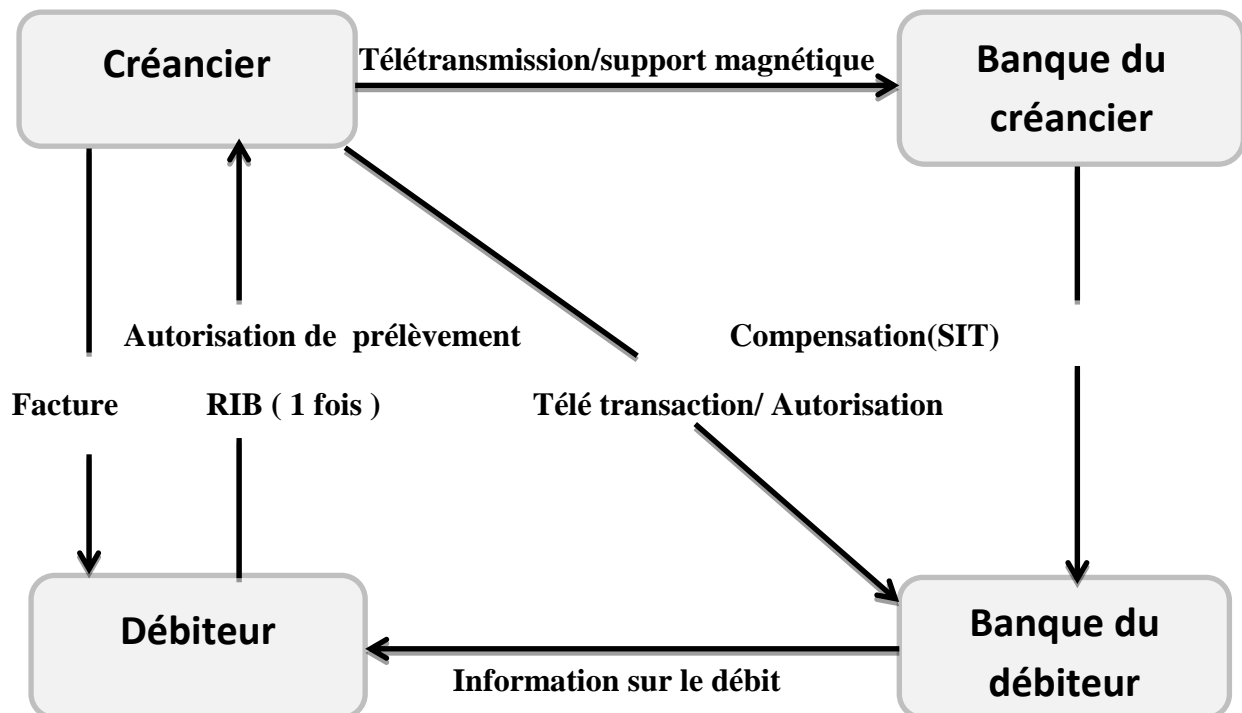 Créancier
Télétransmission/support magnétique
Banque du
créancier
Autorisation de prélèvement
Compensation(SIT)
Facture
RIB ( 1 fois )
Télé transaction/ Autorisation
Débiteur
Information sur le débit
Banque du
débiteur